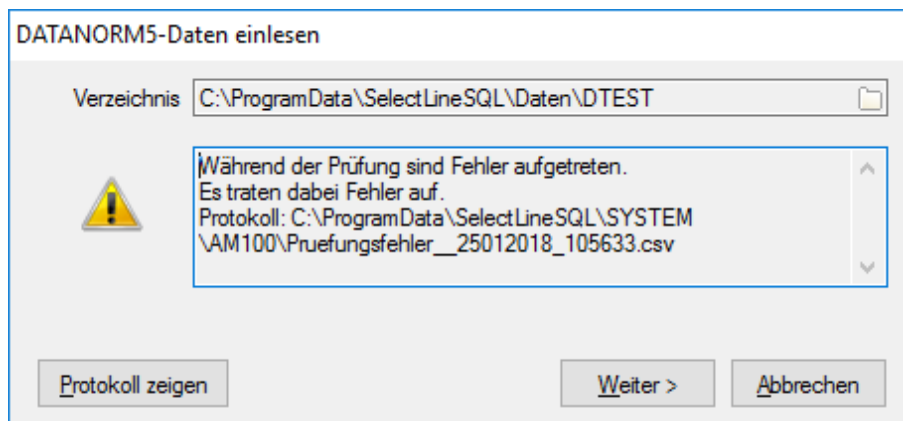 DATANORM5-Daten einlesen
Verzeichnis C:\ProgramData\SelectLineSQL\Daten\DTEST
Während der Prüfung sind Fehler aufgetreten.
Es traten dabei Fehler auf.
Protokoll: C:\ProgramData\SelectLineSQL\SYSTEM
\AM100\Pruefungsfehler__25012018_105633.csv
Protokoll zeigen Weiter > Abbrechen